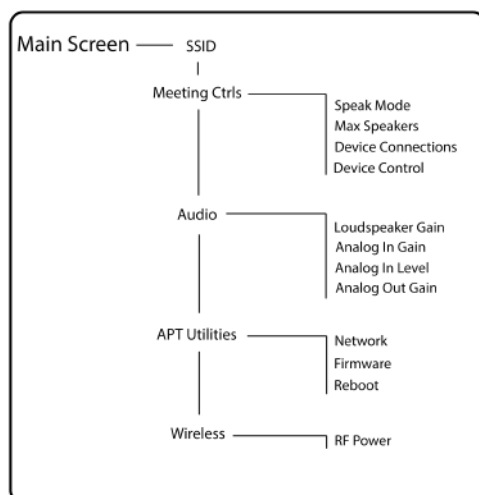 Main Screen SSID
Meeting Ctrls
Speak Mode
Max Speakers
Device Connections
Device Control
Audio
Loudspeaker Gain
Analog In Gain
Analog In Level
Analog Out Gain
APT Utilities
Network
Firmware
Reboot
Wireless
RF Power